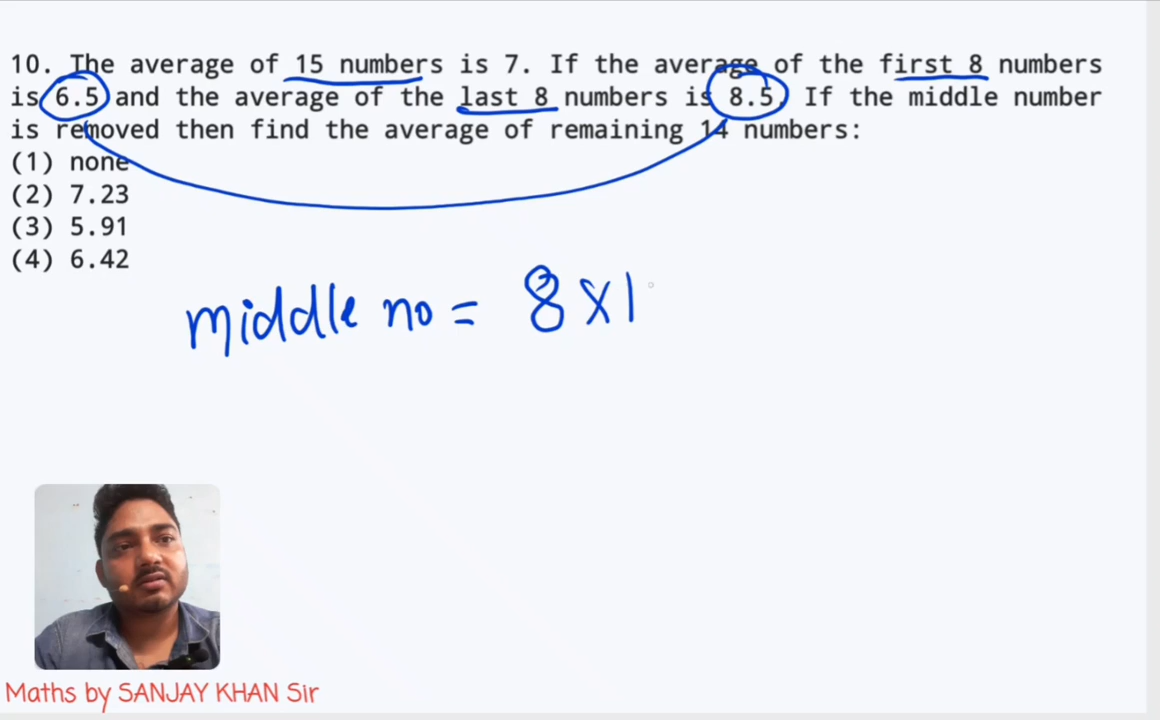 10. The average of 15 numbers is 7. If the average of the first 8 numbers
is 6.5 and the average of the last 8 numbers is 8.5. If the middle number
is removed then find the average of remaining 14 numbers:
(1) none
(2) 7.23
(3) 5.91
(4) 6.42
middle no = 8 x 1
Maths by SANJAY KHAN Sir